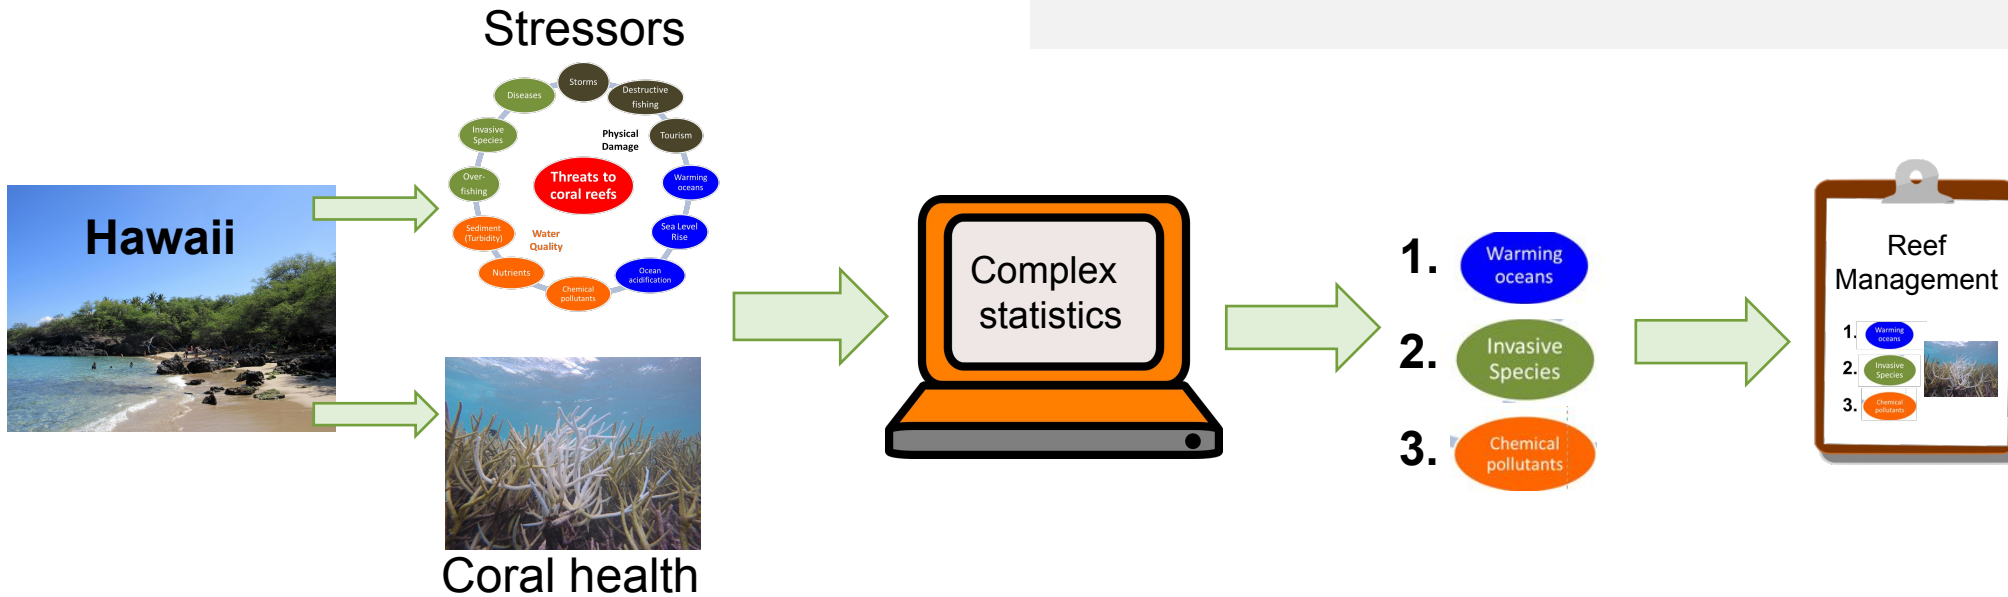 Stressors
Storms
Destructive
fishing
Tourism
Warming
oceans
Sea Level
Rise
Ocean
acidification
Chemical
pollutants
Nutrients
Sediment
(Turbidity)
Over-
fishing
Invasive
Species
Diseases
Physical
Damage
Threats to
coral reefs
Water
Quality
Hawaii
Coral health
Complex
statistics
1. Warming
oceans
2. Invasive
Species
3. Chemical
pollutants
Reef
Management
1. Warming
oceans
2. Invasive
Species
3. Chemical
pollutants